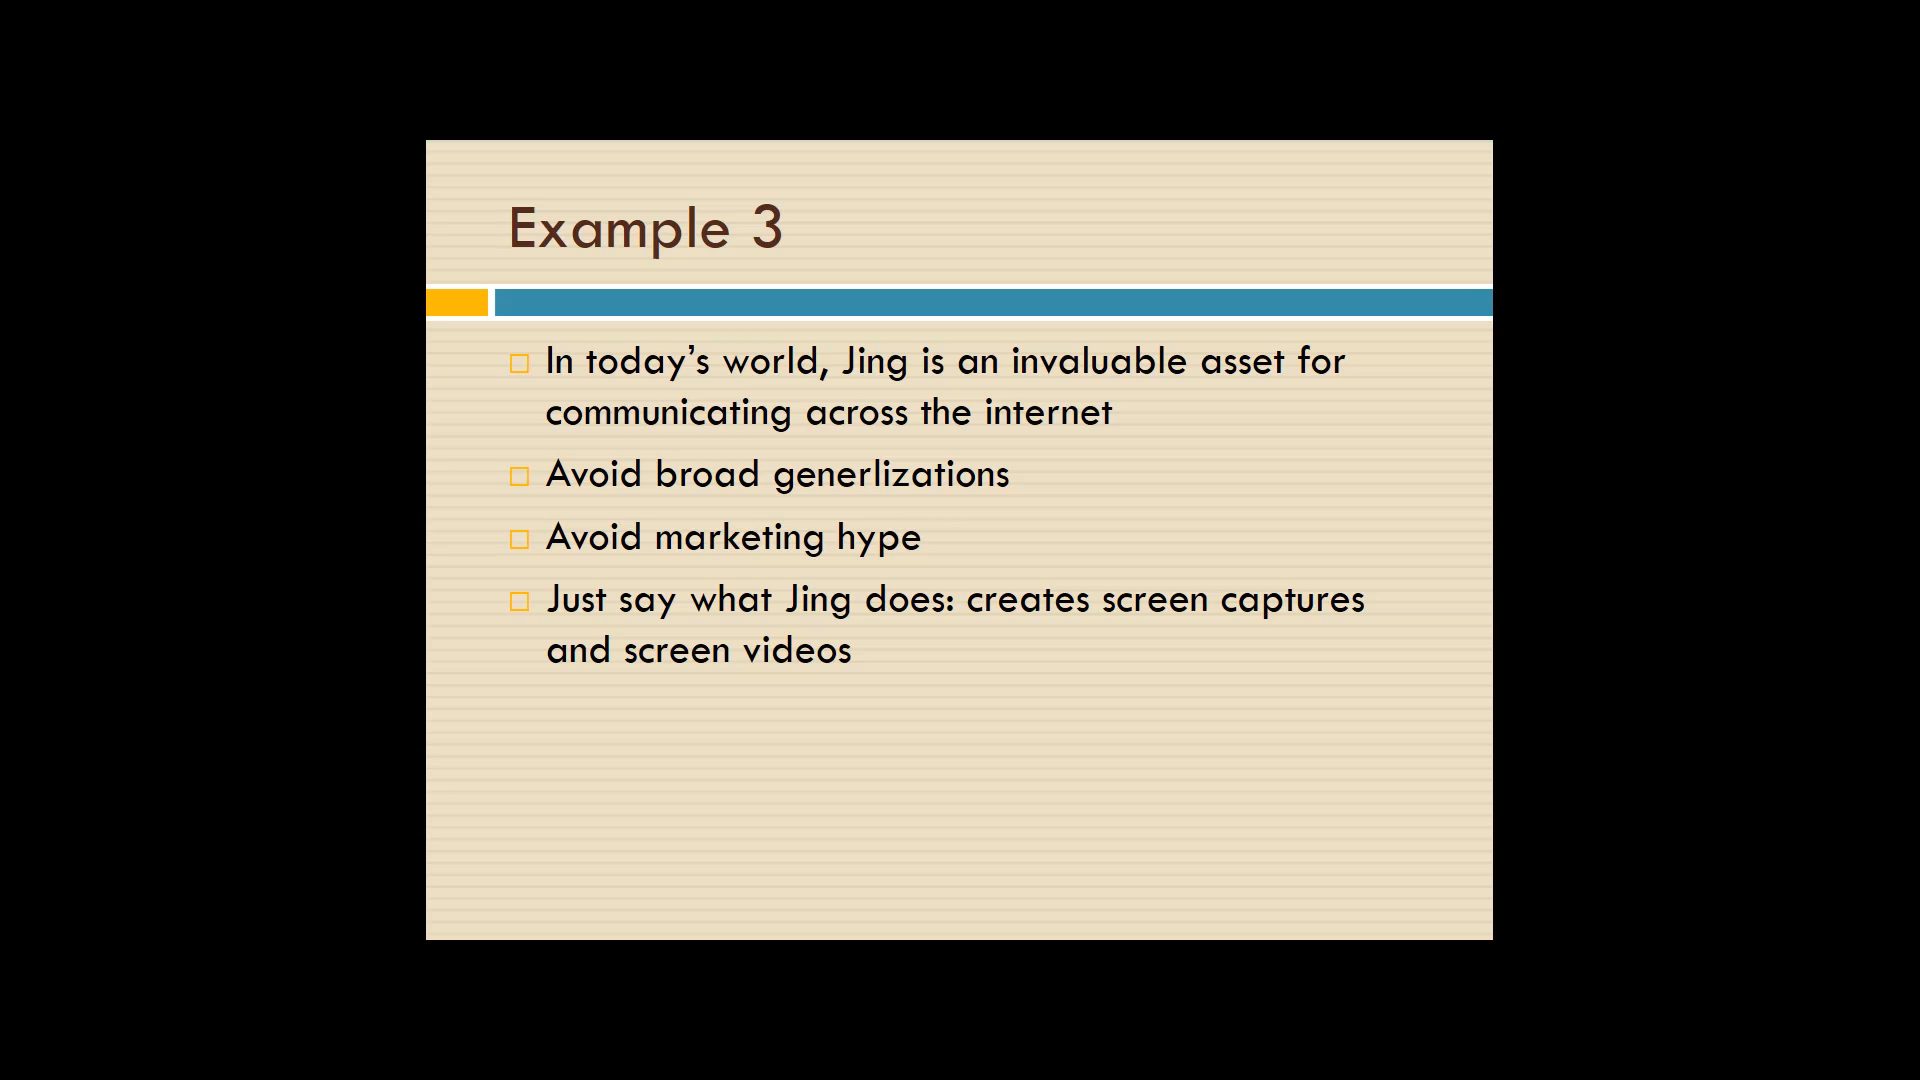 Example 3
In today’s world, Jing is an invaluable asset for
communicating across the internet
Avoid broad generlizations
Avoid marketing hype
Just say what Jing does: creates screen captures
and screen videos